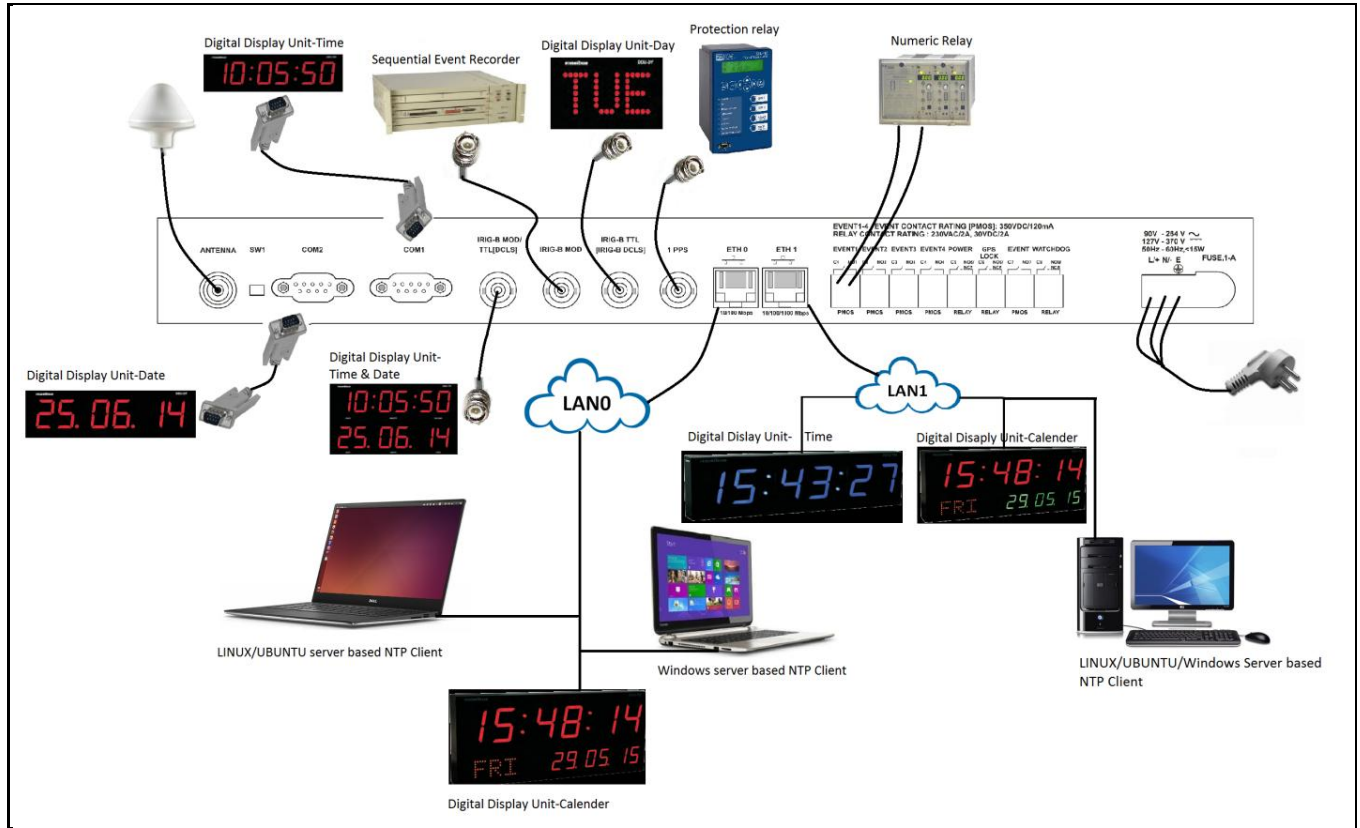 Protection relay
Digital Display Unit-Time
Digital Display Unit-Day
Numeric Relay
Sequential Event Recorder
10:05:50
TUE
EVENT1-4 : EVENT CONTACT RATING [PMOS]: 350VDC/120mA
RELAY CONTACT RATING : 230VAC/2A, 30VDC/2A
ANTENNA
SW1
COM2
COM1
IRIG-B MOD/
TTL[DCLS]
IRIG-B MOD
IRIG-B TTL
[IRIG-B DCLS]
1 PPS
ETH 0
ETH 1
EVENT1 EVENT2 EVENT3 EVENT4 POWER GPS LOCK EVENT WATCHDOG
90V - 264 V
127V - 370 V
50Hz - 60Hz,<15W
L/+ N/- E
FUSE,1-A
10/100 Mbps
10/100/1000 Mbps
PMOS PMOS PMOS PMOS RELAY RELAY PMOS RELAY
Digital Display Unit-Date
25. 06. 14
Digital Display Unit-
Time & Date
10:05:50
25. 06. 14
LAN0
LAN1
Digital Dislay Unit- Time
15:43:27
Digital Disaply Unit-Calender
15:48:14
FRI 29.05.15
LINUX/UBUNTU server based NTP Client
Windows server based NTP Client
LINUX/UBUNTU/Windows Server based
NTP Client
15:48:14
FRI 29.05.15
Digital Display Unit-Calender